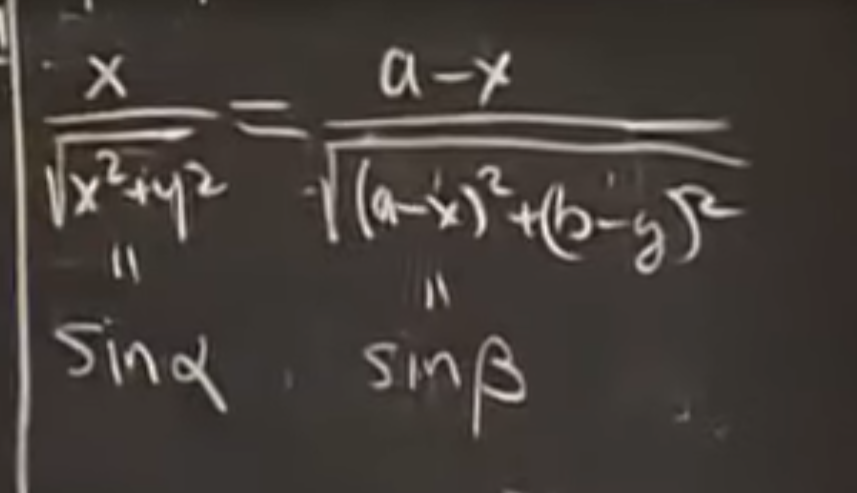 x / √(x²+y²) = (a-x) / √((a-x)²+(b-y)²)
" "
sinα sinβ